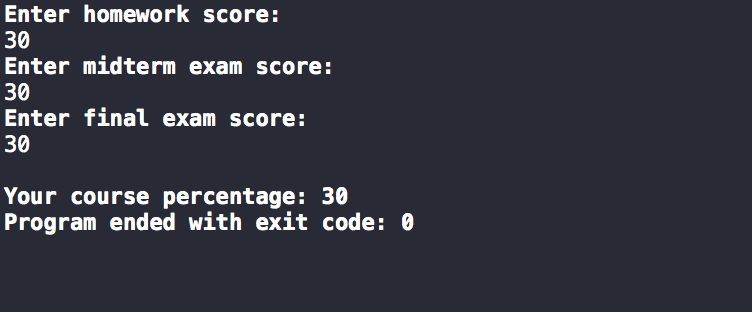 Enter homework score:
30
Enter midterm exam score:
30
Enter final exam score:
30
Your course percentage: 30
Program ended with exit code: 0